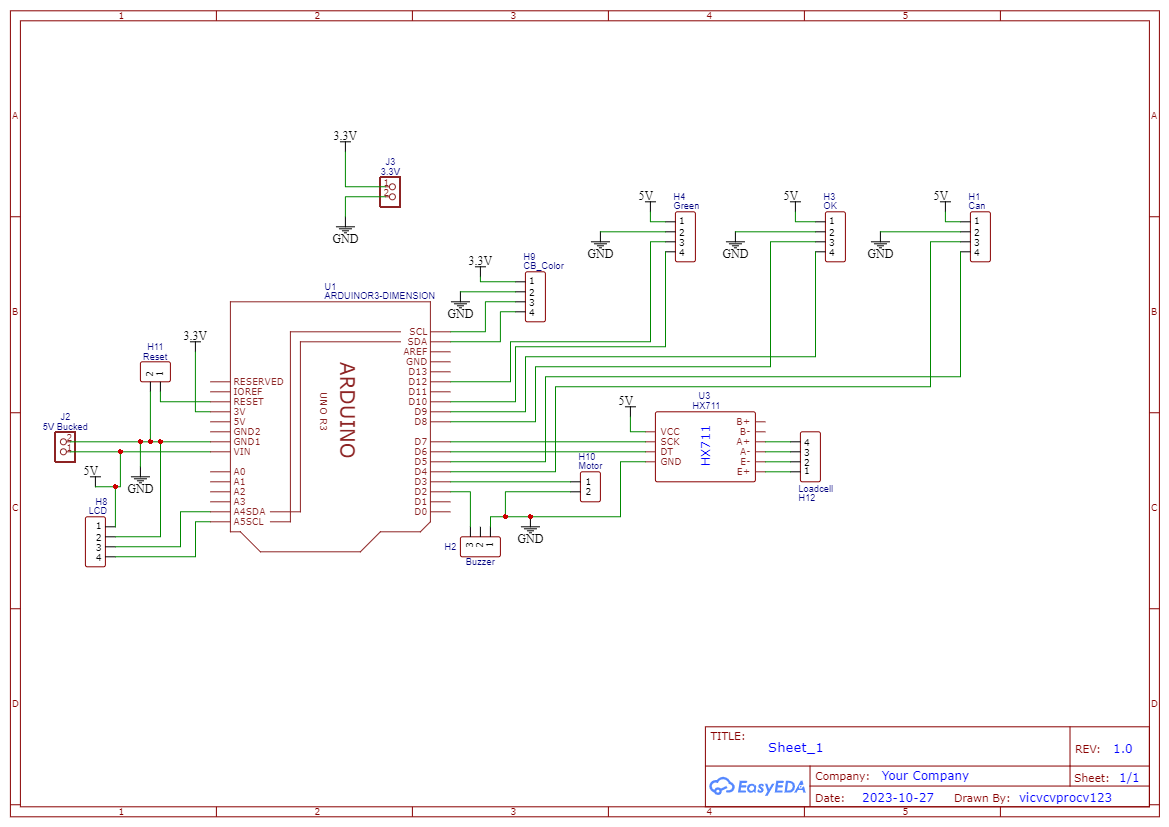 1 2 3 4 5
A A
3.3V
J3
3.3V
1
2
GND
5V H4
Green
1
2
3
4
GND
5V H3
OK
1
2
3
4
GND
5V H1
Can
1
2
3
4
GND
3.3V
H9
CB_Color
1
2
3
4
GND
B B
U1
ARDUINOR3-DIMENSION
ARDUINO
UNO R3
SCL
SDA
AREF
GND
D13
D12
D11
D10
D9
D8
D7
D6
D5
D4
D3
D2
D1
D0
RESERVED
IOREF
RESET
3V
5V
GND2
GND1
VIN
A0
A1
A2
A3
A4SDA
A5SCL
3.3V
H11
Reset
2 1
J2
5V Bucked
2
1
5V
GND
H8
LCD
1
2
3
4
5V
U3
HX711
HX711
VCC
SCK
DT
GND
B+
B-
A+
A-
E-
E+
4
3
2
1
Loadcell
H12
H10
Motor
1
2
GND
H2
3 2 1
Buzzer
C C
D D
TITLE:
Sheet_1
REV: 1.0
EasyEDA
Company: Your Company
Sheet: 1/1
Date: 2023-10-27 Drawn By: vicvcvprocv123
1 2 3 4 5